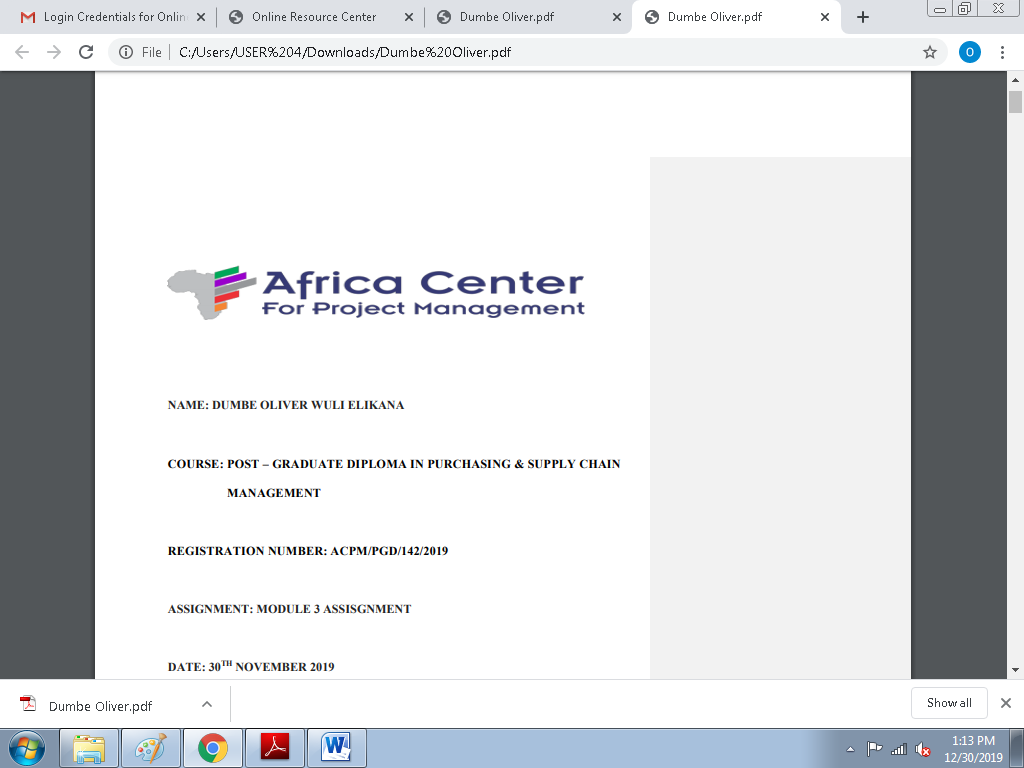 Login Credentials for Onlin
Online Resource Center
Dumbe Oliver.pdf
Dumbe Oliver.pdf
File
C:/Users/USER%204/Downloads/Dumbe%20Oliver.pdf
O
Africa Center
For Project Management
NAME: DUMBE OLIVER WULI ELIKANA
COURSE: POST – GRADUATE DIPLOMA IN PURCHASING & SUPPLY CHAIN
MANAGEMENT
REGISTRATION NUMBER: ACPM/PGD/142/2019
ASSIGNMENT: MODULE 3 ASSISGNMENT
DATE: 30TH NOVEMBER 2019
Dumbe Oliver.pdf
Show all
1:13 PM
12/30/2019